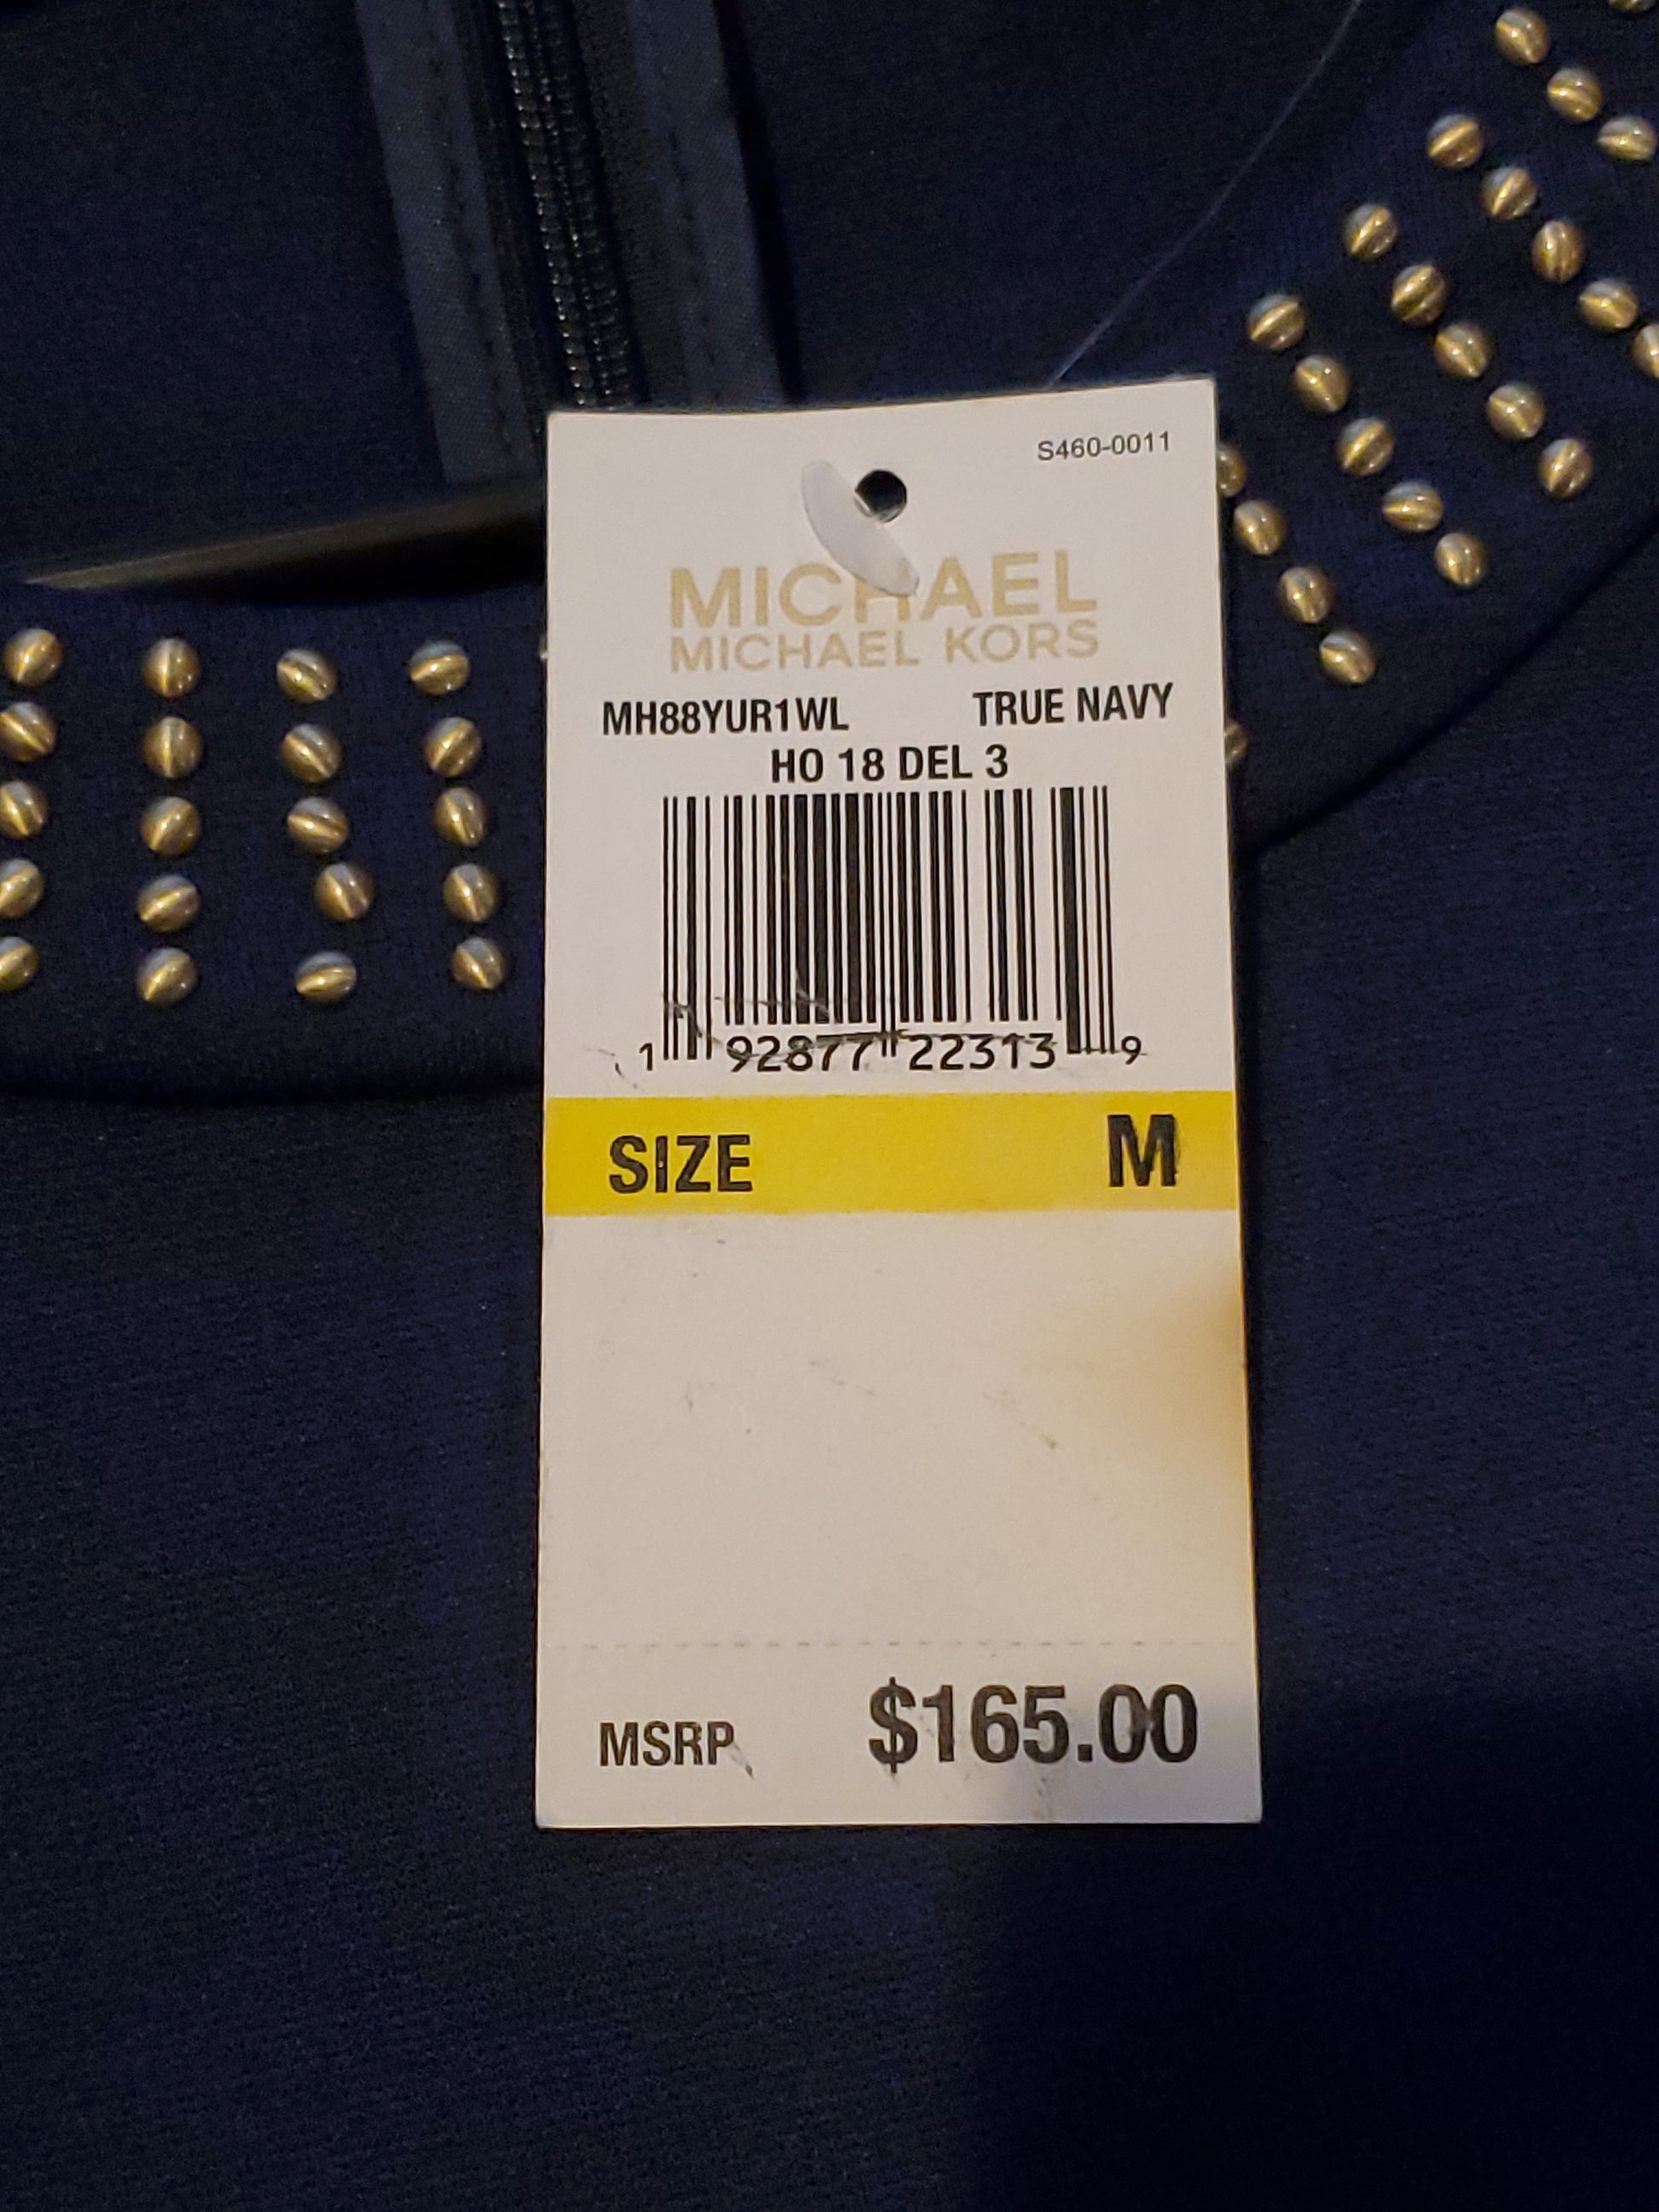 S460-0011
MICHAEL
MICHAEL KORS
MH88YUR1WL TRUE NAVY
HO 18 DEL 3
1 92877 22313 9
SIZE M
MSRP $165.00